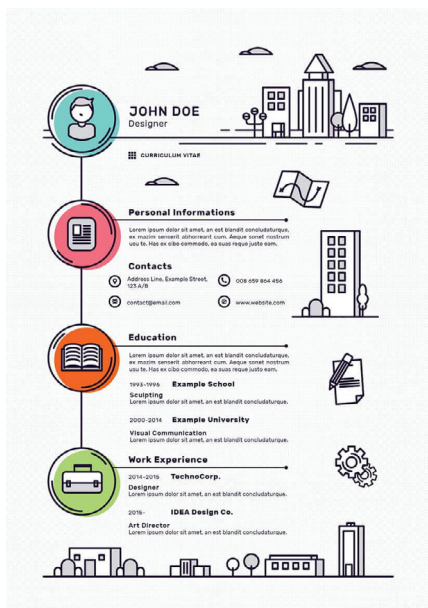 JOHN DOE
Designer
CURRICULUM VITAE
Personal Informations
Lorem ipsum dolor sit amet, an est blandit concludaturque,
ex mazim senserit abhorreant cum. Aeque sonet nostrum
usu te. Has ex cibo commodo, ea suas reque justo eam.
Contacts
Address Line, Example Street,
123 A/B
008 659 864 456
contact@email.com
www.website.com
Education
Lorem ipsum dolor sit amet, an est blandit concludaturque,
ex mazim senserit abhorreant cum. Aeque sonet nostrum
usu te. Has ex cibo commodo, ea suas reque justo eam.
1993-1996 Example School
Sculpting
Lorem ipsum dolor sit amet, an est blandit concludaturque.
2000-2014 Example University
Visual Communication
Lorem ipsum dolor sit amet, an est blandit concludaturque.
Work Experience
2014-2015 TechnoCorp.
Designer
Lorem ipsum dolor sit amet, an est blandit concludaturque.
2015- IDEA Design Co.
Art Director
Lorem ipsum dolor sit amet, an est blandit concludaturque.